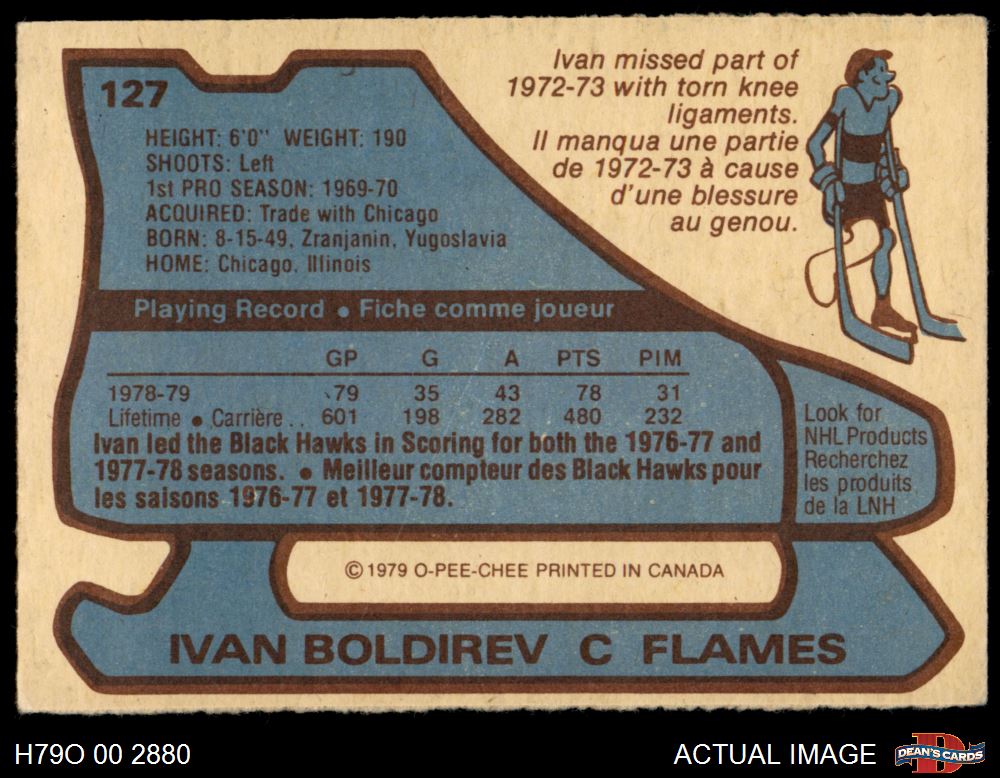 127
HEIGHT: 6'0" WEIGHT: 190
SHOOTS: Left
1st PRO SEASON: 1969-70
ACQUIRED: Trade with Chicago
BORN: 8-15-49, Zranjanin, Yugoslavia
HOME: Chicago, Illinois
Ivan missed part of
1972-73 with torn knee
ligaments.
Il manqua une partie
de 1972-73 à cause
d'une blessure
au genou.
Playing Record • Fiche comme joueur
GP G A PTS PIM
1978-79 79 35 43 78 31
Lifetime • Carrière .. 601 198 282 480 232
Ivan led the Black Hawks in Scoring for both the 1976-77 and
1977-78 seasons. • Meilleur compteur des Black Hawks pour
les saisons 1976-77 et 1977-78.
Look for
NHL Products
Recherchez
les produits
de la LNH
© 1979 O-PEE-CHEE PRINTED IN CANADA
IVAN BOLDIREV C FLAMES
H79O 00 2880
ACTUAL IMAGE
DEAN'S CARDS